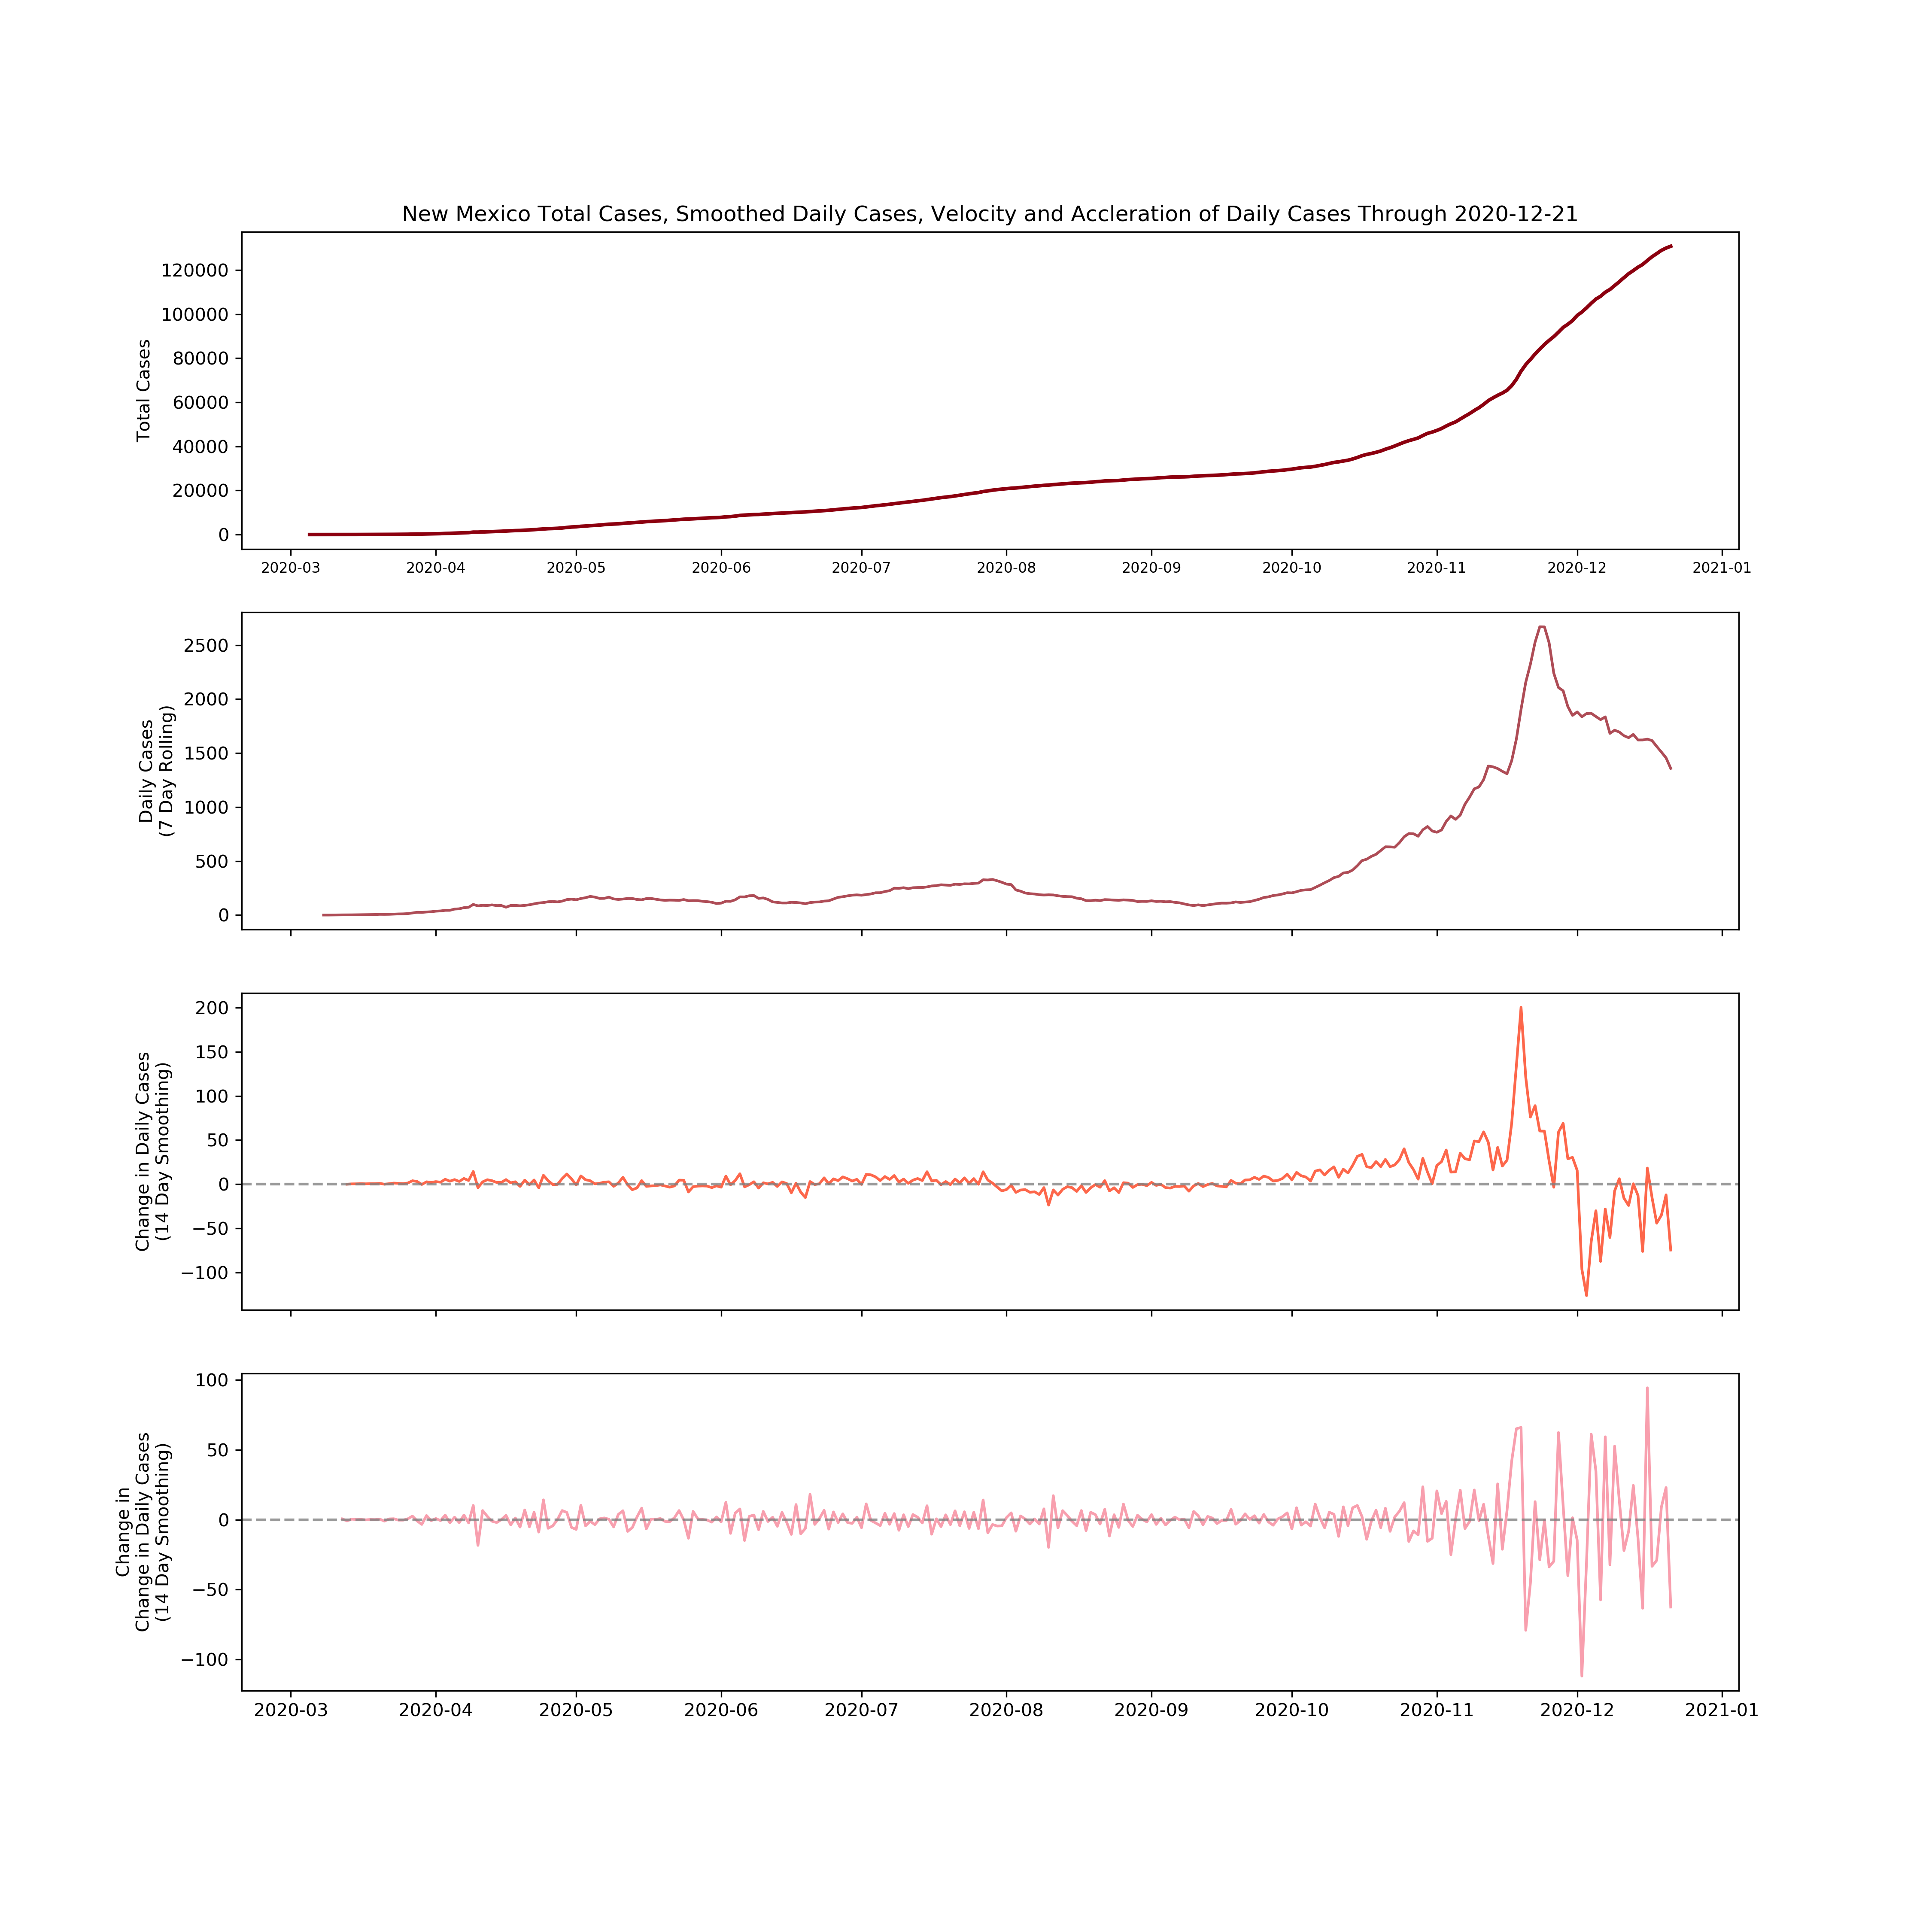 New Mexico Total Cases, Smoothed Daily Cases, Velocity and Accleration of Daily Cases Through 2020-12-21
Total Cases
120000
100000
80000
60000
40000
20000
0
2020-03 2020-04 2020-05 2020-06 2020-07 2020-08 2020-09 2020-10 2020-11 2020-12 2021-01
Daily Cases
(7 Day Rolling)
2500
2000
1500
1000
500
0
Change in Daily Cases
(14 Day Smoothing)
200
150
100
50
0
−50
−100
Change in
Change in Daily Cases
(14 Day Smoothing)
100
50
0
−50
−100
2020-03 2020-04 2020-05 2020-06 2020-07 2020-08 2020-09 2020-10 2020-11 2020-12 2021-01